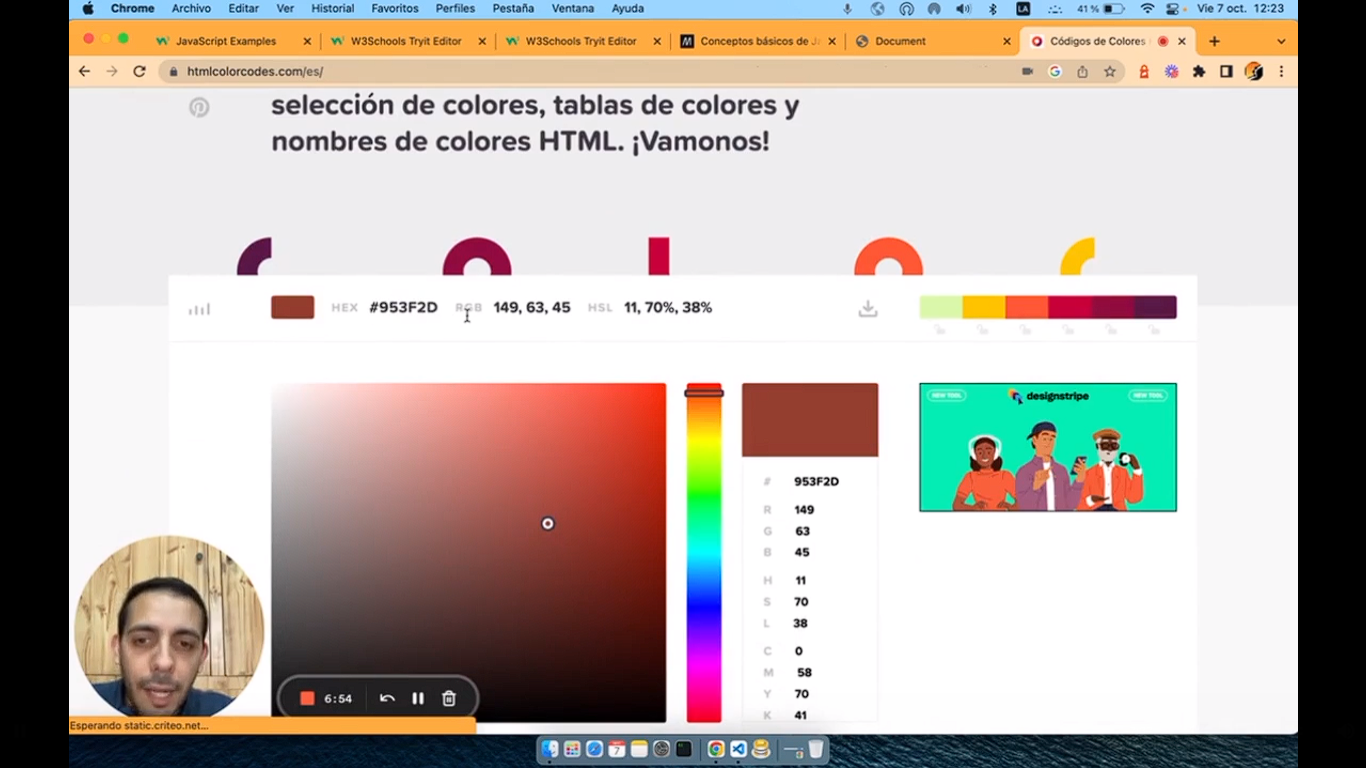 Chrome Archivo Editar Ver Historial Favoritos Perfiles Pestaña Ventana Ayuda LA 41 % Vie 7 oct. 12:23
JavaScript Examples W3Schools Tryit Editor W3Schools Tryit Editor Conceptos básicos de J Document Códigos de Colores
htmlcolorcodes.com/es/
selección de colores, tablas de colores y
nombres de colores HTML. ¡Vamonos!
HEX #953F2D RGB 149, 63, 45 HSL 11, 70%, 38%
NEW TOOL designstripe NEW TOOL
# 953F2D
R 149
G 63
B 45
H 11
S 70
L 38
C 0
M 58
Y 70
K 41
6:54
Esperando static.criteo.net...